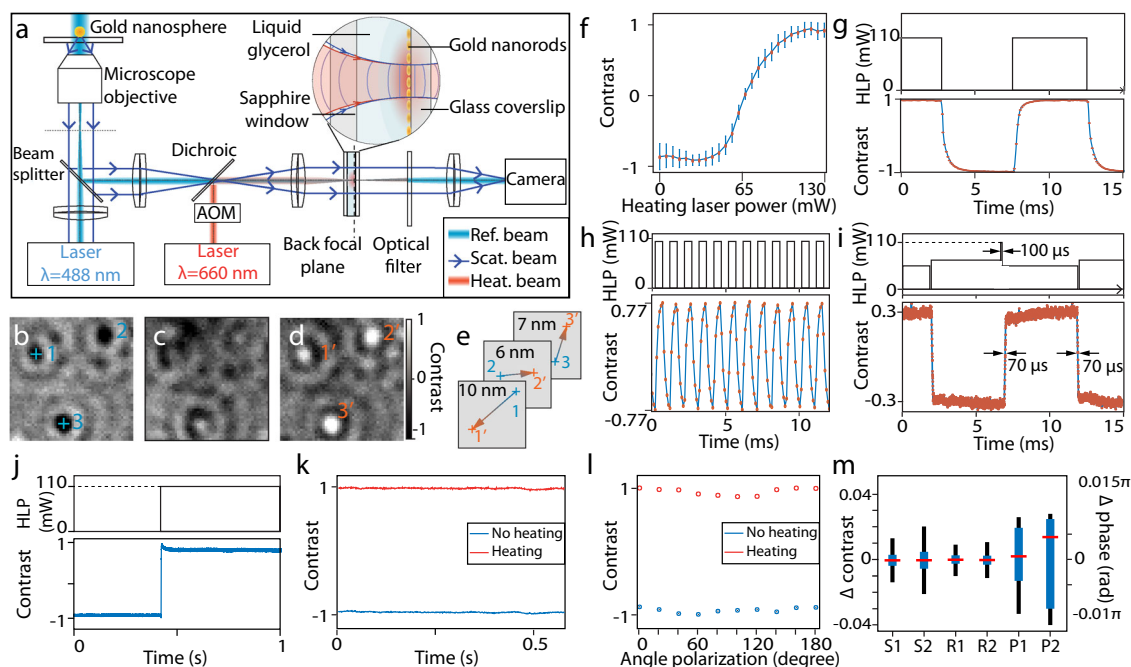 a
Gold nanosphere
Microscope
objective
Beam
splitter
Dichroic
AOM
Laser
λ=488 nm
Laser
λ=660 nm
Liquid
glycerol
Sapphire
window
Gold nanorods
Glass coverslip
Camera
Back focal
plane
Optical
filter
Ref. beam
Scat. beam
Heat. beam
b
1
2
3
c
d
1′
2′
3′
1
0
-1
Contrast
e
7 nm
3′
3
6 nm
2
2′
10 nm
1
1′
f
Contrast
1
0
-1
0
65
130
Heating laser power (mW)
g
HLP (mW)
110
0
Contrast
1
-1
0
5
10
15
Time (ms)
h
HLP (mW)
110
0
Contrast
0.77
-0.77
0
5
10
Time (ms)
i
HLP (mW)
110
0
100 µs
Contrast
0.3
-0.3
70 µs
70 µs
0
5
10
15
Time (ms)
j
HLP
(mW)
110
0
Contrast
1
-1
0
1
Time (s)
k
Contrast
1
-1
No heating
Heating
0
0.5
Time (s)
l
Contrast
1
-1
No heating
Heating
0
60
120
180
Angle polarization (degree)
m
Δ contrast
0.04
0
-0.04
S1
S2
R1
R2
P1
P2
0.015π
0
-0.01π
Δ phase (rad)